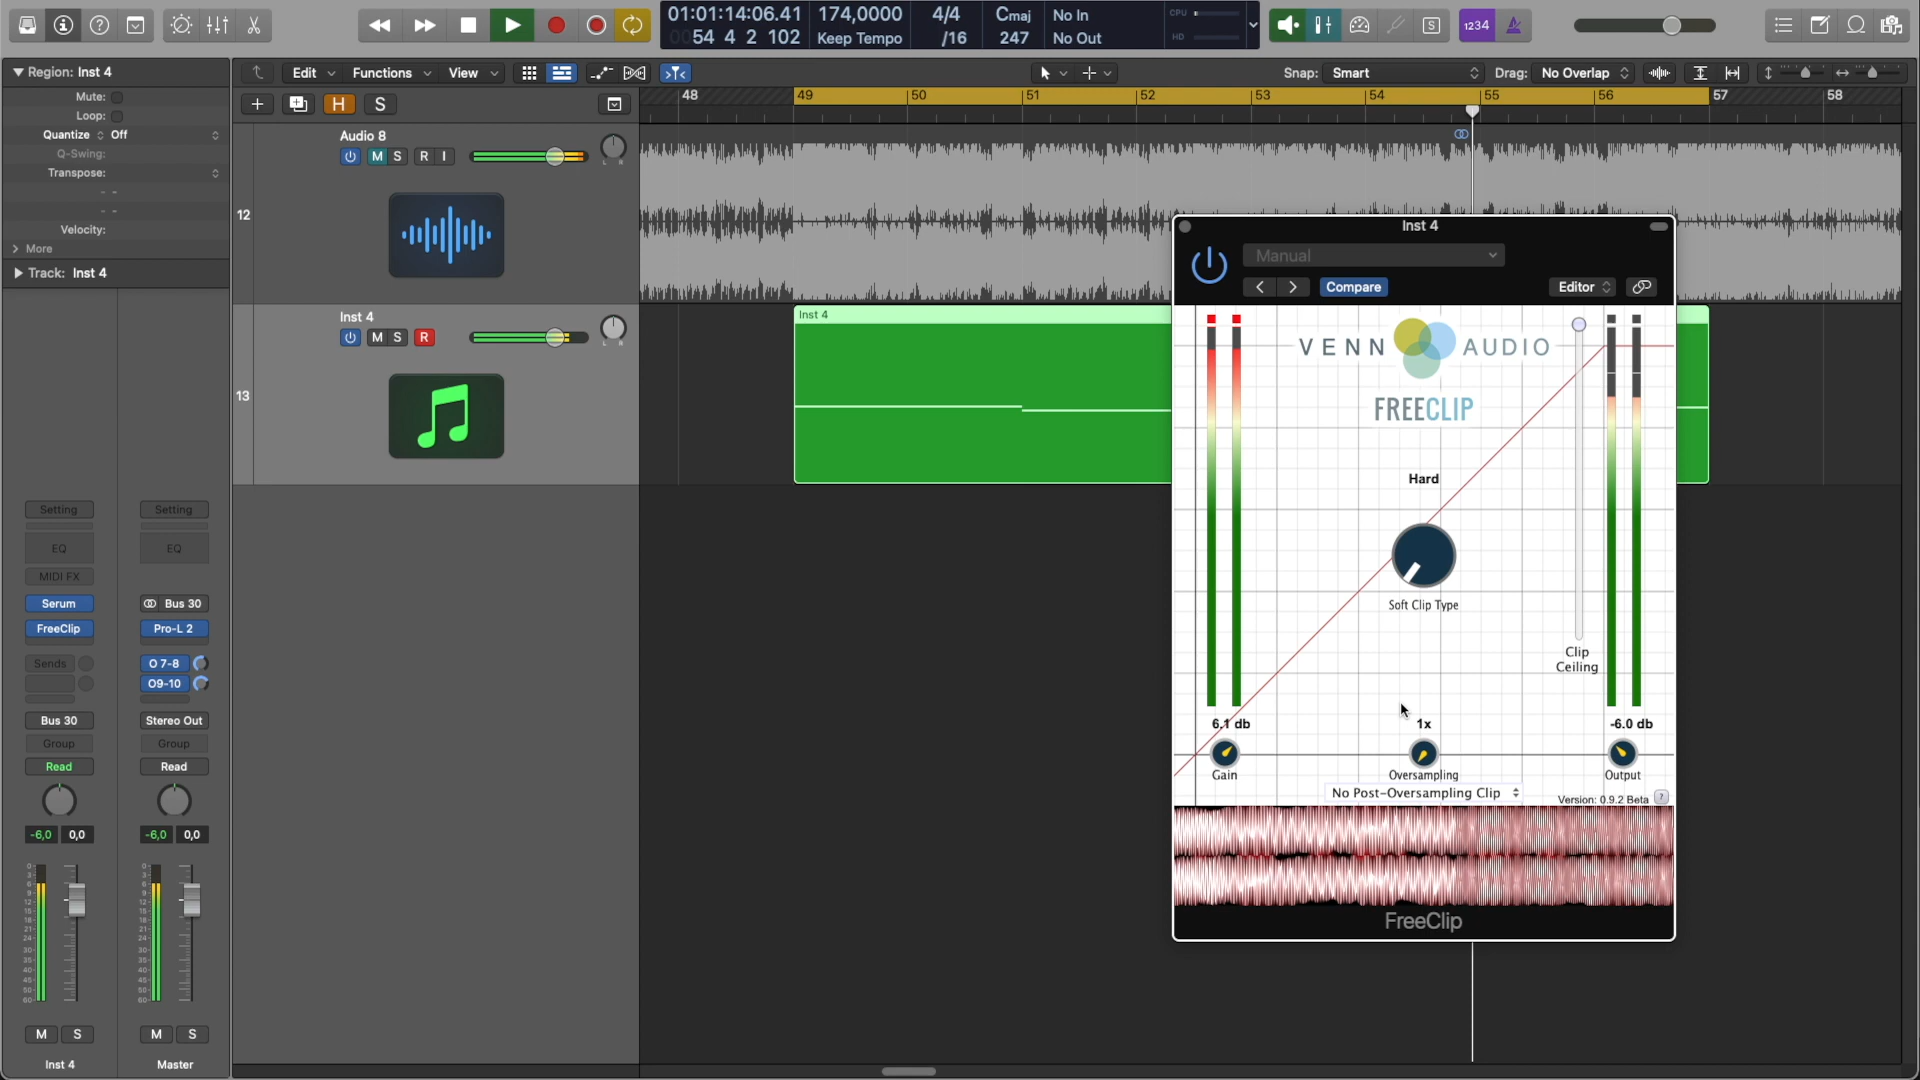 01:01:14:06.41 174,0000 4/4 Cmaj No In CPU
0054 4 2 102 Keep Tempo /16 247 No Out HD
S 1234
Region: Inst 4 Edit Functions View Snap: Smart Drag: No Overlap
Mute:
Loop:
Quantize Off
Q-Swing:
Transpose:
Velocity:
More
Track: Inst 4
H S
48 49 50 51 52 53 54 55 56 57 58
Audio 8
M S R I
L R
12
Inst 4
M S R
L R
13
Inst 4
Setting Setting
EQ EQ
MIDI FX
Serum Bus 30
FreeClip Pro-L 2
Sends O 7-8
O9-10
Bus 30 Stereo Out
Group Group
Read Read
-6,0 0,0 -6,0 0,0
M S M S
Inst 4 Master
Inst 4
Manual
Compare Editor
VENN AUDIO
FREECLIP
Hard
Soft Clip Type
Clip
Ceiling
6.1 db 1x -6.0 db
Gain Oversampling Output
No Post-Oversampling Clip Version: 0.9.2 Beta ?
FreeClip